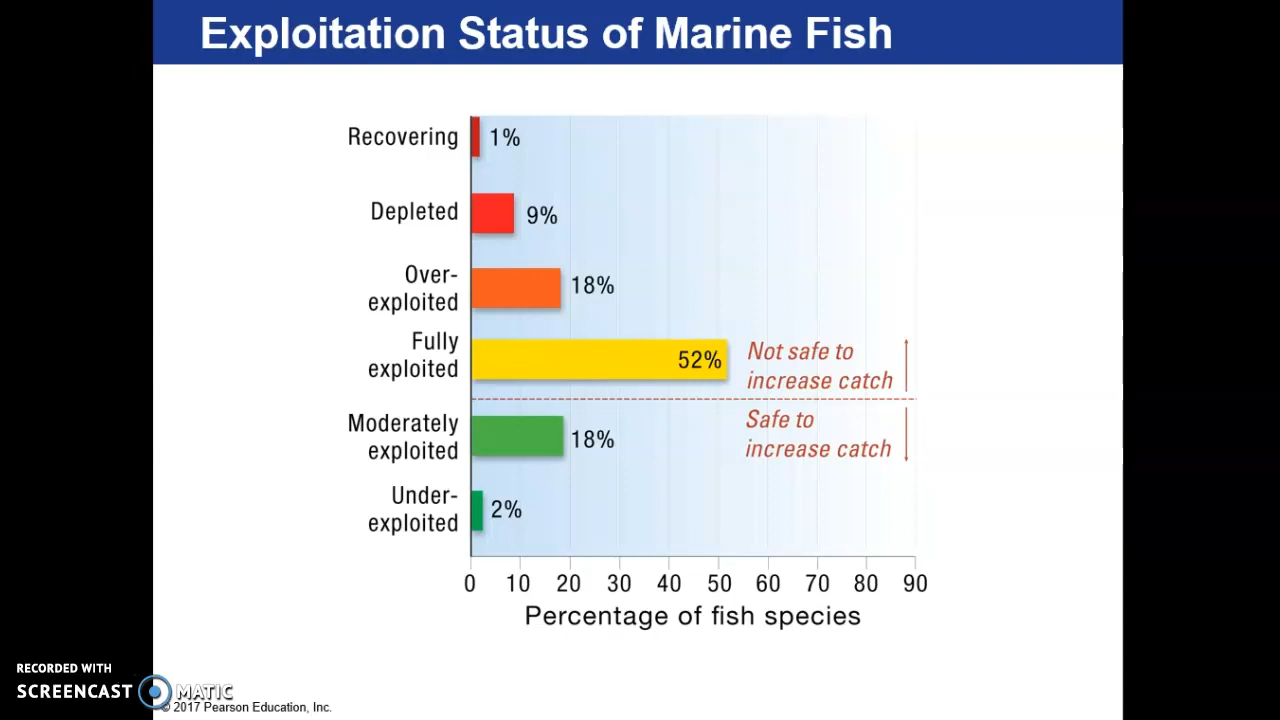 Exploitation Status of Marine Fish
Recovering
1%
Depleted
9%
Over-
exploited
18%
Fully
exploited
52%
Not safe to
increase catch
Moderately
exploited
18%
Safe to
increase catch
Under-
exploited
2%
0 10 20 30 40 50 60 70 80 90
Percentage of fish species
RECORDED WITH
SCREENCAST MATIC
© 2017 Pearson Education, Inc.